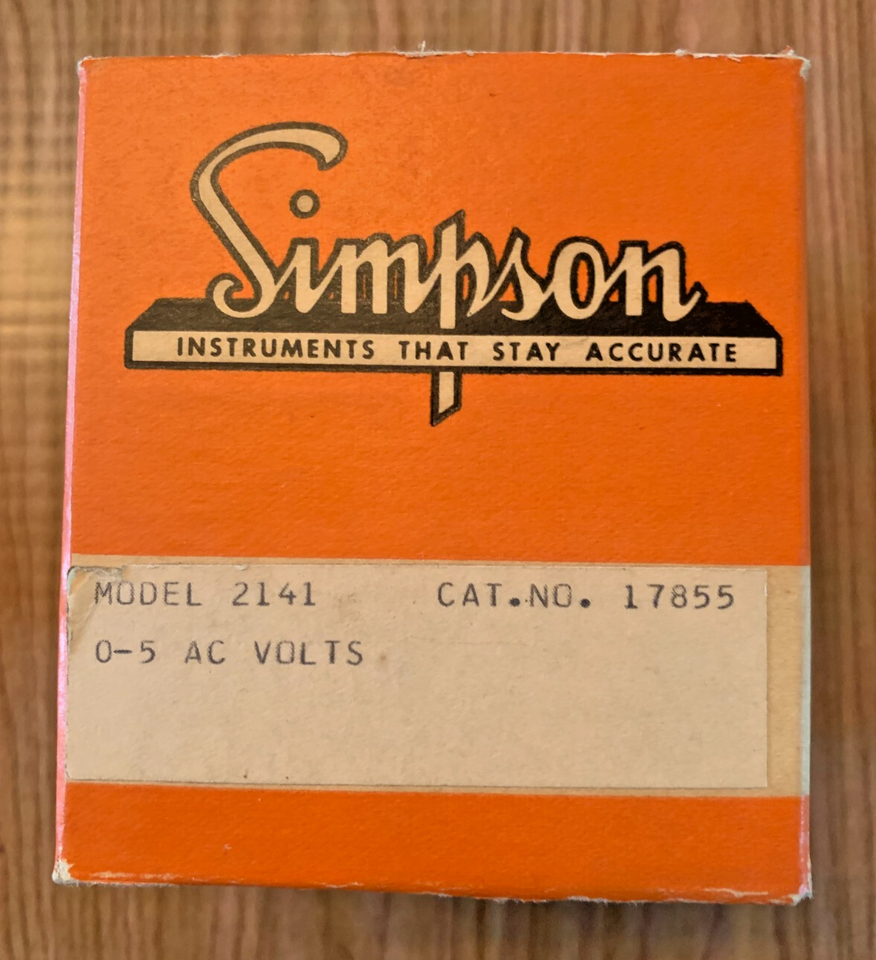 Simpson
INSTRUMENTS THAT STAY ACCURATE
MODEL 2141 CAT.NO. 17855
0-5 AC VOLTS